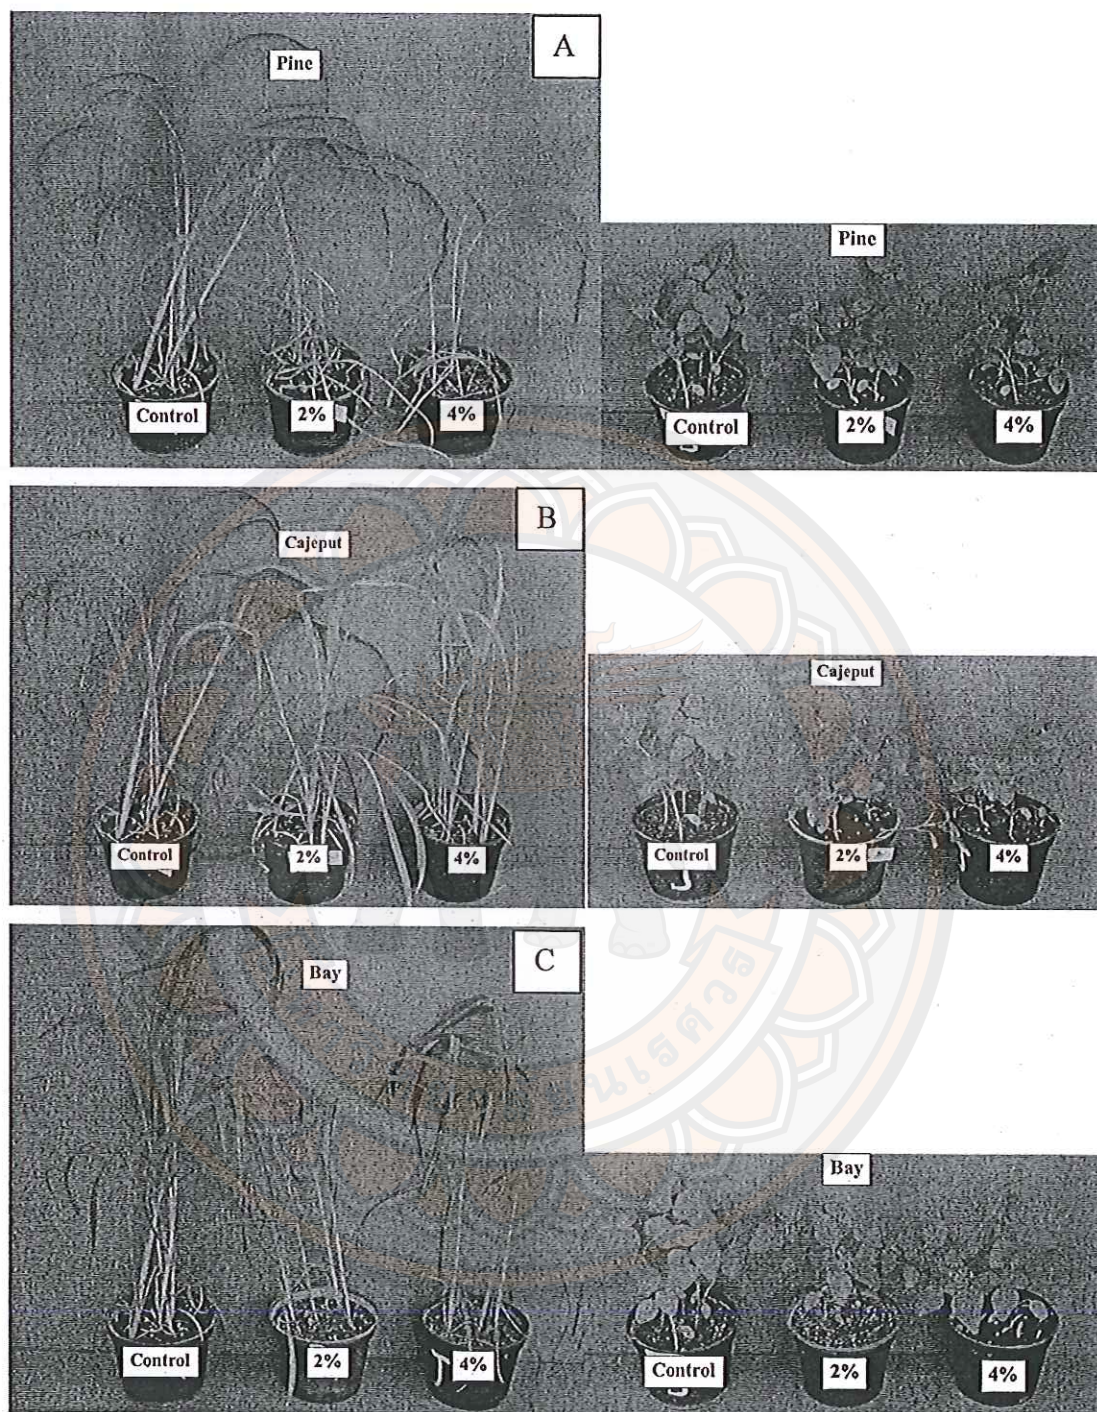 A
Pine
Control
2%
4%
Pine
Control
2%
4%
B
Cajeput
Control
2%
4%
Cajeput
Control
2%
4%
C
Bay
Control
2%
4%
Bay
Control
2%
4%